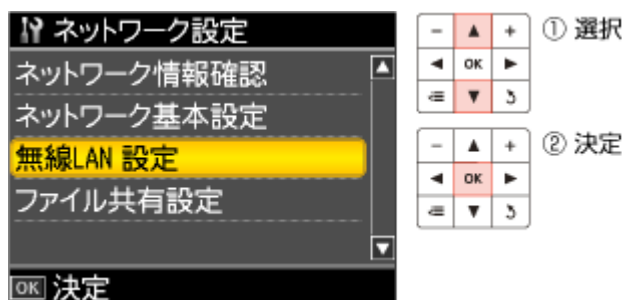 ネットワーク設定
ネットワーク情報確認
ネットワーク基本設定
無線LAN 設定
ファイル共有設定
OK 決定
① 選択
- ▲ +
◀ OK ▶
▼
② 決定
- ▲ +
◀ OK ▶
▼